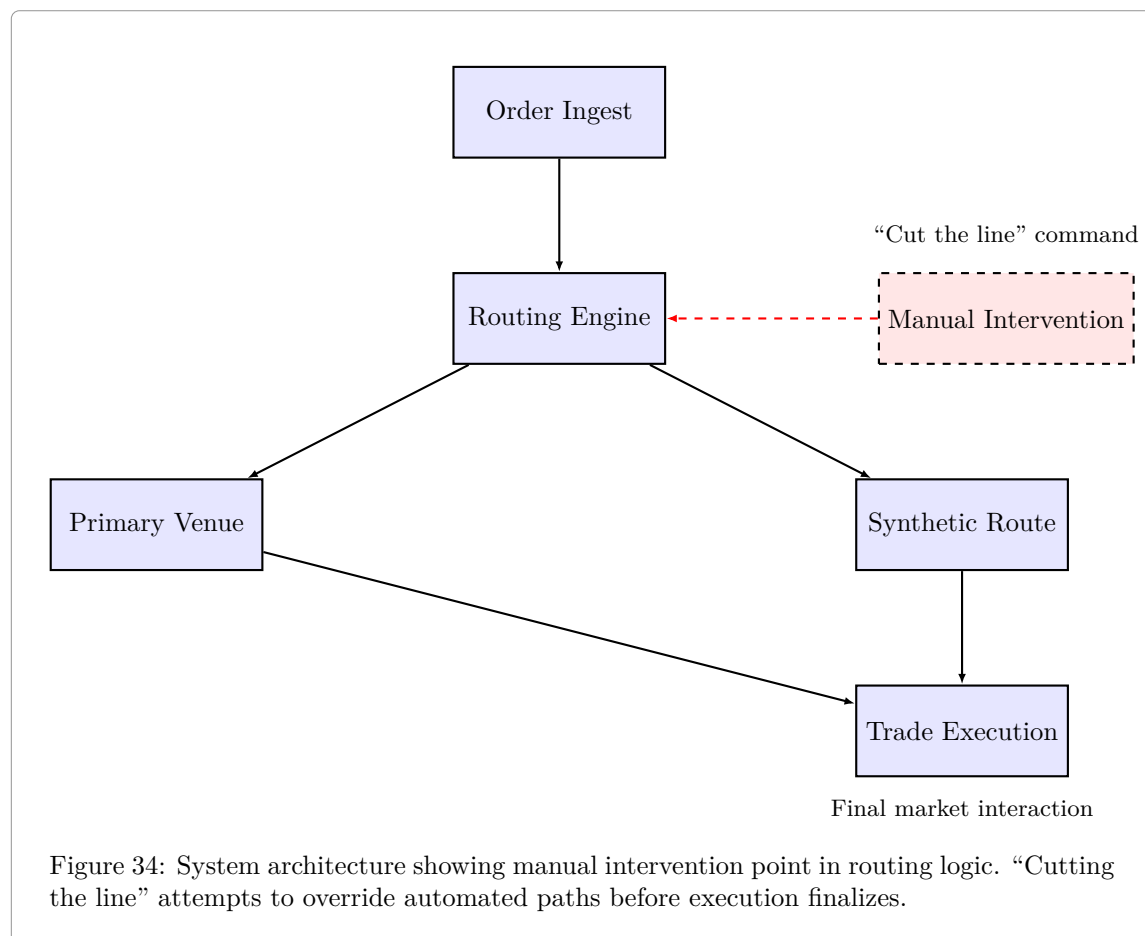 Order Ingest
“Cut the line” command
Routing Engine
Manual Intervention
Primary Venue
Synthetic Route
Trade Execution
Final market interaction
Figure 34: System architecture showing manual intervention point in routing logic. “Cutting
the line” attempts to override automated paths before execution finalizes.